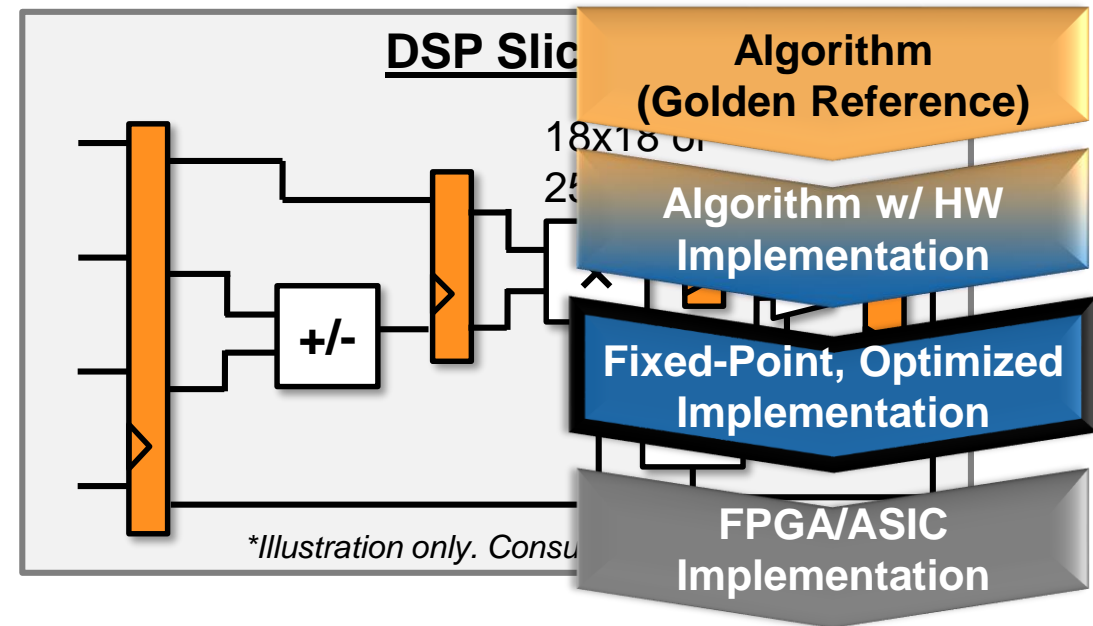 DSP Slic
18x18 or
25
+/-
*Illustration only. Consu
Algorithm
(Golden Reference)
Algorithm w/ HW
Implementation
Fixed-Point, Optimized
Implementation
FPGA/ASIC
Implementation